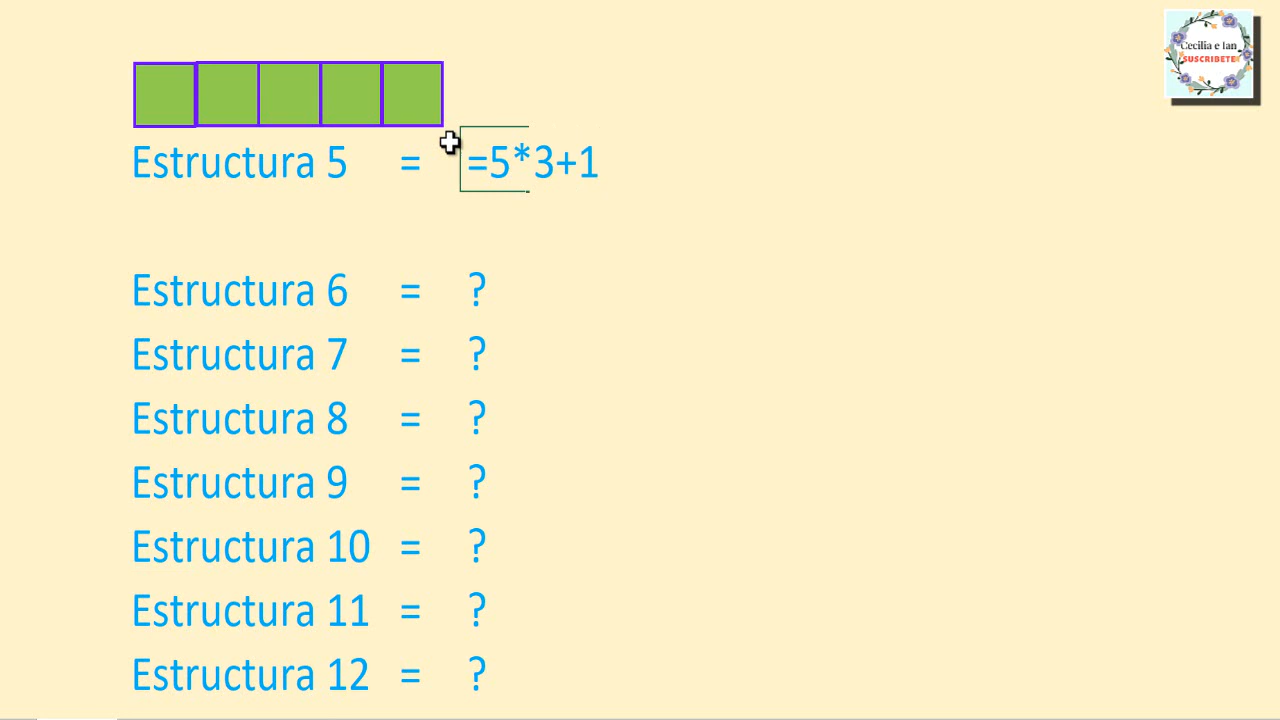 Cecilia e Ian
SUSCRIBETE
Estructura 5 = =5*3+1
Estructura 6 = ?
Estructura 7 = ?
Estructura 8 = ?
Estructura 9 = ?
Estructura 10 = ?
Estructura 11 = ?
Estructura 12 = ?